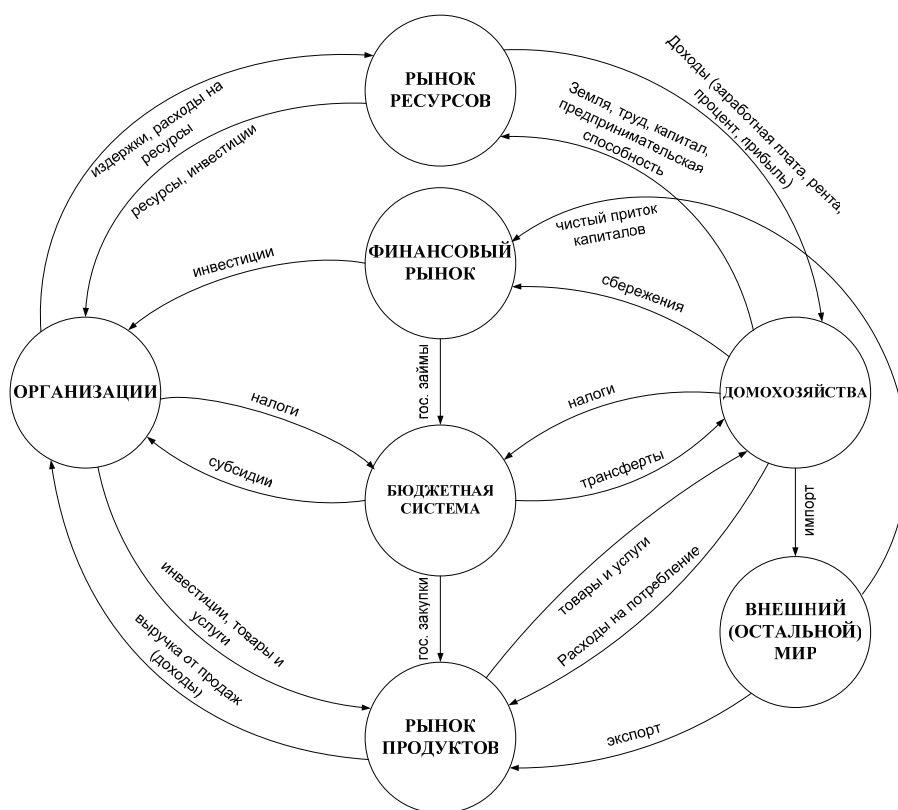 РЫНОК
РЕСУРСОВ
издержки, расходы на
ресурсы
ресурсы, инвестиции
Земля, труд, капитал,
предпринимательская
способность
Доходы (заработная плата, рента,
процент, прибыль)
ФИНАНСОВЫЙ
РЫНОК
чистый приток
капиталов
инвестиции
сбережения
гос. займы
ОРГАНИЗАЦИИ
ДОМОХОЗЯЙСТВА
налоги
налоги
субсидии
трансферты
БЮДЖЕТНАЯ
СИСТЕМА
импорт
инвестиции, товары и
услуги
выручка от продаж
(доходы)
гос. закупки
товары и услуги
Расходы на потребление
ВНЕШНИЙ
(ОСТАЛЬНОЙ)
МИР
РЫНОК
ПРОДУКТОВ
экспорт